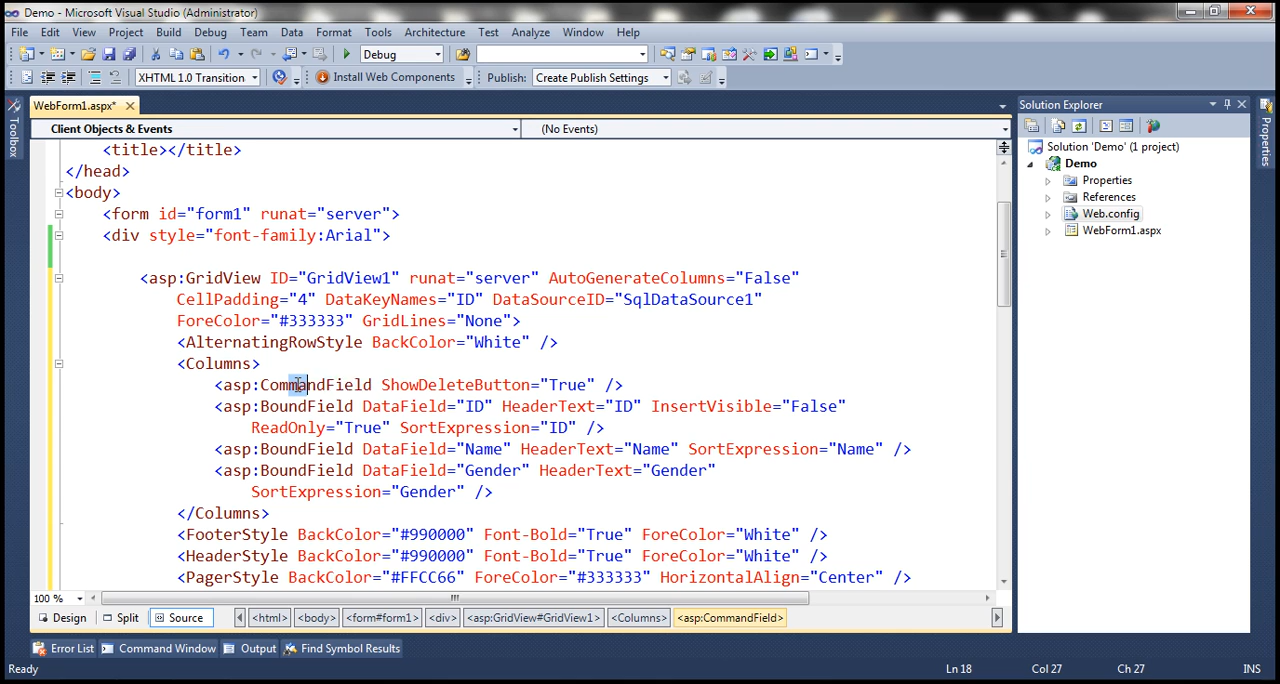 Demo - Microsoft Visual Studio (Administrator)
File Edit View Project Build Debug Team Data Format Table Tools Architecture Test Analyze Window Help
Debug
XHTML 1.0 Transition Install Web Components Publish: Create Publish Settings
WebForm1.aspx*
Client Objects & Events (No Events)
<title></title>
</head>
<body>
<form id="form1" runat="server">
<div style="font-family:Arial">
<asp:GridView ID="GridView1" runat="server" AutoGenerateColumns="False"
CellPadding="4" DataKeyNames="ID" DataSourceID="SqlDataSource1"
ForeColor="#333333" GridLines="None">
<AlternatingRowStyle BackColor="White" />
<Columns>
<asp:CommandField ShowDeleteButton="True" />
<asp:BoundField DataField="ID" HeaderText="ID" InsertVisible="False"
ReadOnly="True" SortExpression="ID" />
<asp:BoundField DataField="Name" HeaderText="Name" SortExpression="Name" />
<asp:BoundField DataField="Gender" HeaderText="Gender"
SortExpression="Gender" />
</Columns>
<FooterStyle BackColor="#990000" Font-Bold="True" ForeColor="White" />
<HeaderStyle BackColor="#990000" Font-Bold="True" ForeColor="White" />
<PagerStyle BackColor="#FFCC66" ForeColor="#333333" HorizontalAlign="Center" />
100 %
Design Split Source <html> <body> <form#form1> <div> <asp:GridView#GridView1> <Columns> <asp:CommandField>
Error List Command Window Output Find Symbol Results
Ready Ln 18 Col 27 Ch 27 INS
Toolbox
Solution Explorer
Solution 'Demo' (1 project)
Demo
Properties
References
Web.config
WebForm1.aspx
Properties